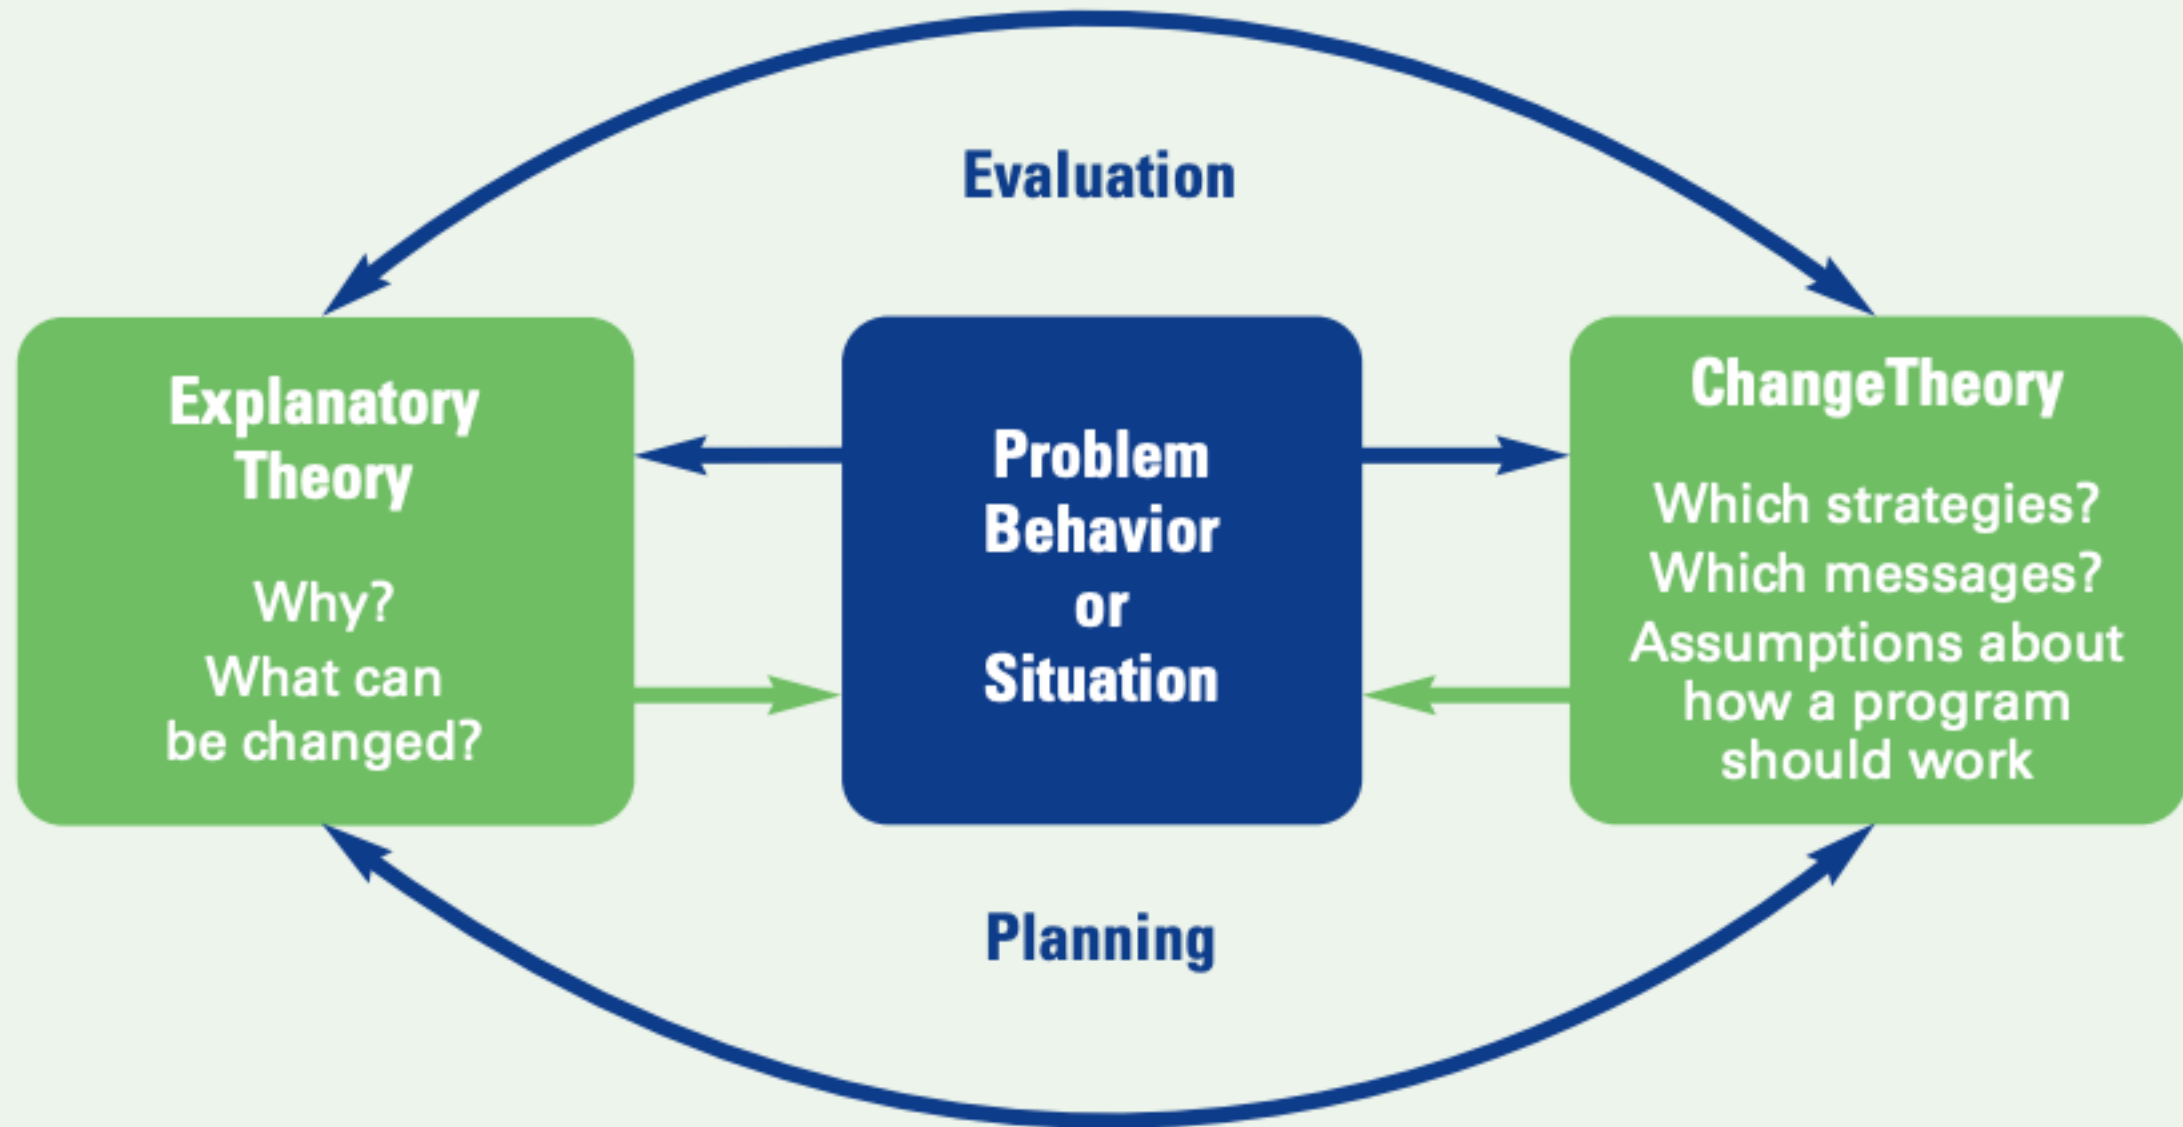 Evaluation
Explanatory
Theory
Why?
What can
be changed?
Problem
Behavior
or
Situation
ChangeTheory
Which strategies?
Which messages?
Assumptions about
how a program
should work
Planning